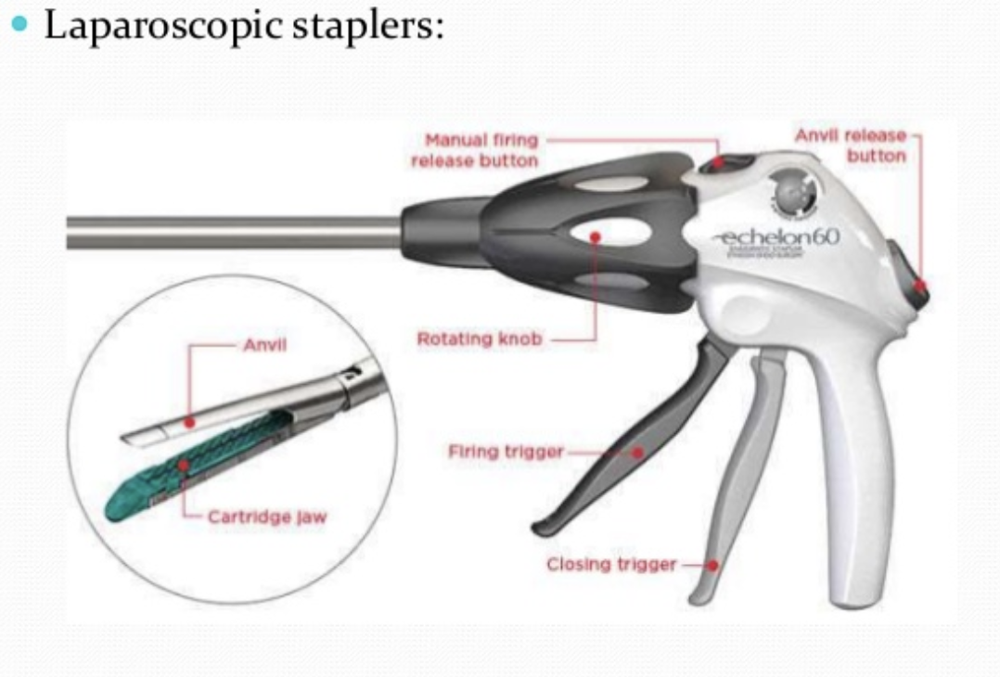 • Laparoscopic staplers:
Manual firing
release button
Anvil release
button
echelon60
Rotating knob
Anvil
Firing trigger
Cartridge jaw
Closing trigger